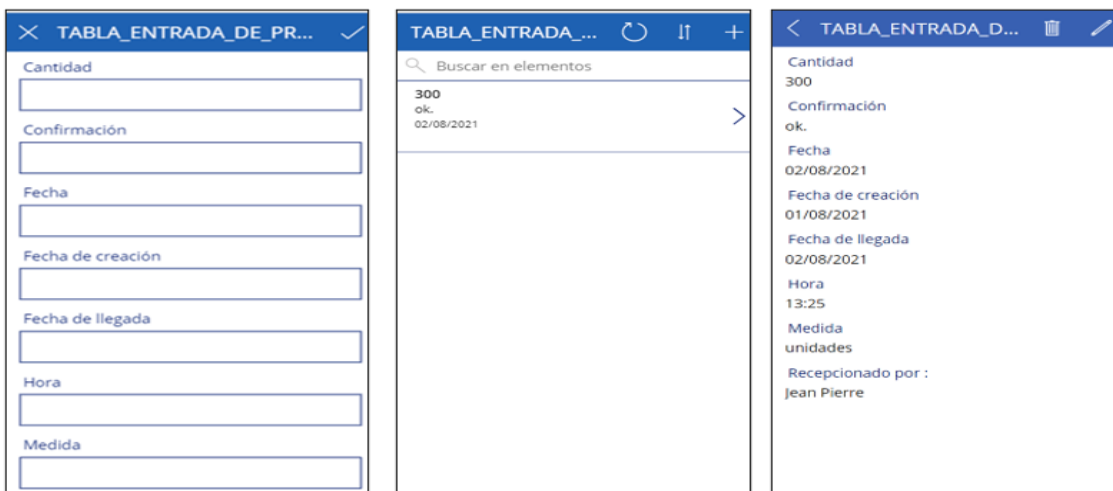 TABLA_ENTRADA_DE_PR...
Cantidad
Confirmación
Fecha
Fecha de creación
Fecha de llegada
Hora
Medida
TABLA_ENTRADA_...
Buscar en elementos
300
ok.
02/08/2021
TABLA_ENTRADA_D...
Cantidad
300
Confirmación
ok.
Fecha
02/08/2021
Fecha de creación
01/08/2021
Fecha de llegada
02/08/2021
Hora
13:25
Medida
unidades
Recepcionado por :
Jean Pierre